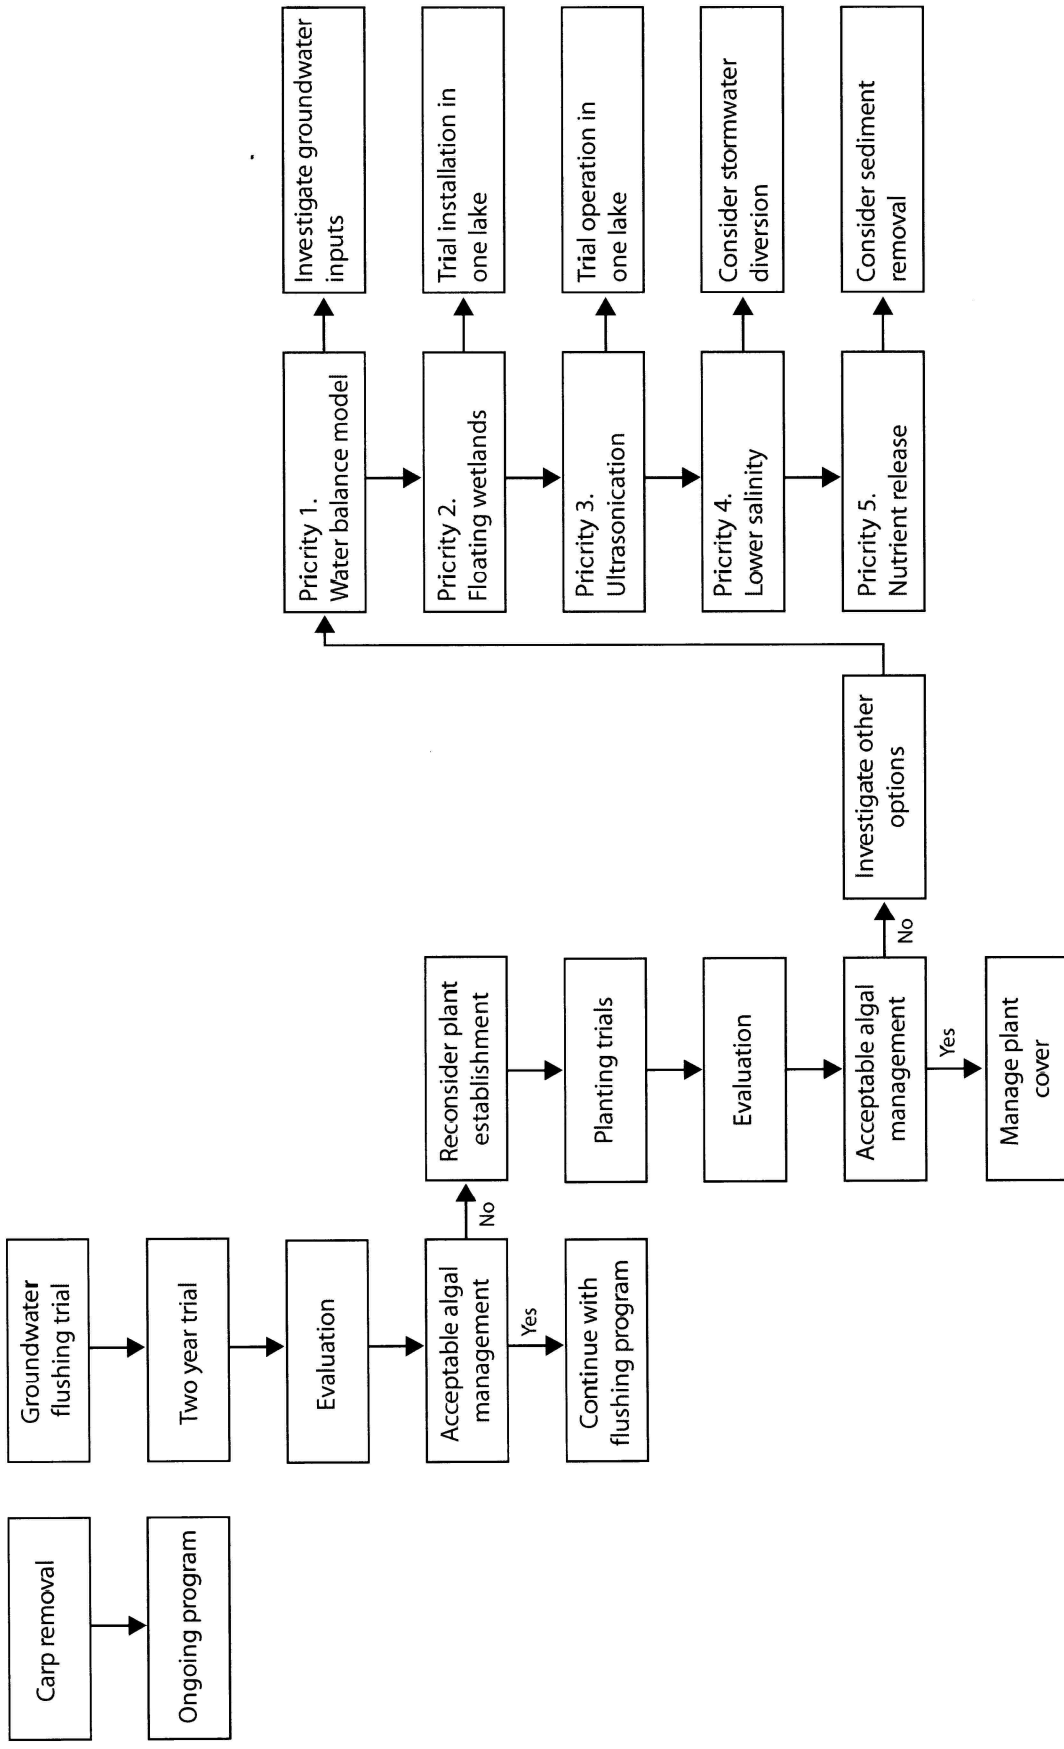 Carp removal
Ongoing program
Groundwater
flushing trial
Two year trial
Evaluation
Acceptable algal
management
No
Yes
Continue with
flushing program
Reconsider plant
establishment
Planting trials
Evaluation
Acceptable algal
management
No
Yes
Manage plant
cover
Investigate other
options
Pricrity 1.
Water balance model
Investigate groundwater
inputs
Pricrity 2.
Floating wetlands
Trial installation in
one lake
Pricrity 3.
Ultrasonication
Trial operation in
one lake
Pricrity 4.
Lower salinity
Consider stormwater
diversion
Pricrity 5.
Nutrient release
Consider sediment
removal